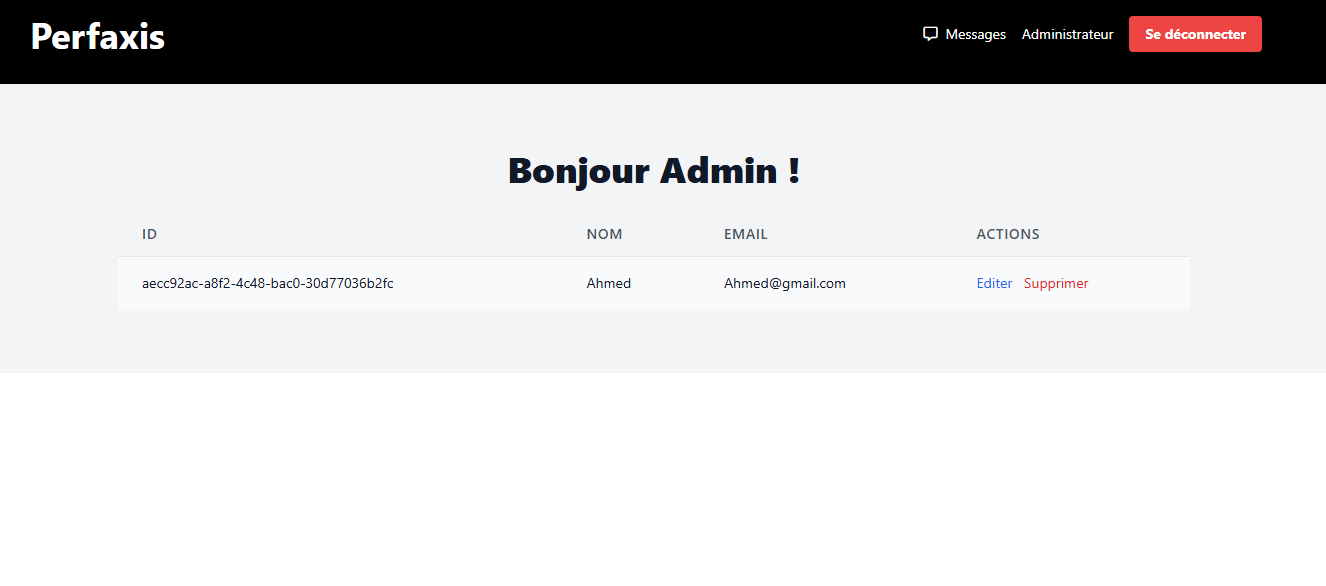 Perfaxis
Messages Administrateur Se déconnecter
Bonjour Admin !
ID NOM EMAIL ACTIONS
aecc92ac-a8f2-4c48-bac0-30d77036b2fc Ahmed Ahmed@gmail.com Editer Supprimer